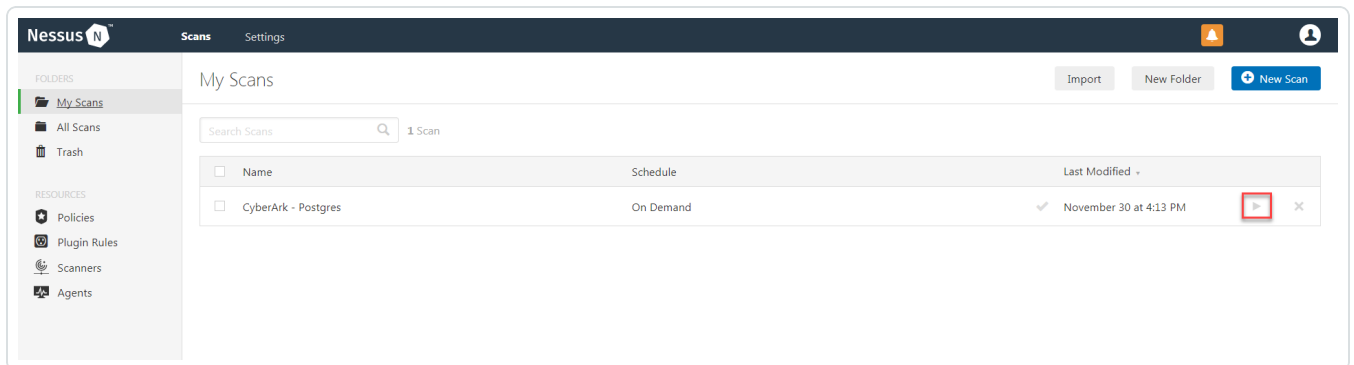 Nessus N ™ Scans Settings
FOLDERS
My Scans
All Scans
Trash
RESOURCES
Policies
Plugin Rules
Scanners
Agents
My Scans
Import New Folder New Scan
Search Scans 1 Scan
Name Schedule Last Modified
CyberArk - Postgres On Demand November 30 at 4:13 PM